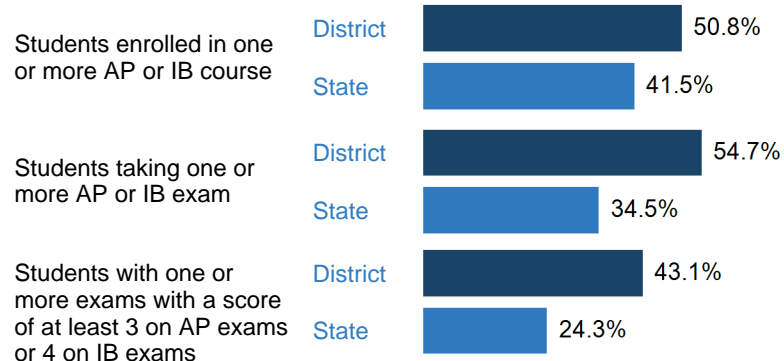 Students enrolled in one
or more AP or IB course
District
50.8%
State
41.5%
Students taking one or
more AP or IB exam
District
54.7%
State
34.5%
Students with one or
more exams with a score
of at least 3 on AP exams
or 4 on IB exams
District
43.1%
State
24.3%